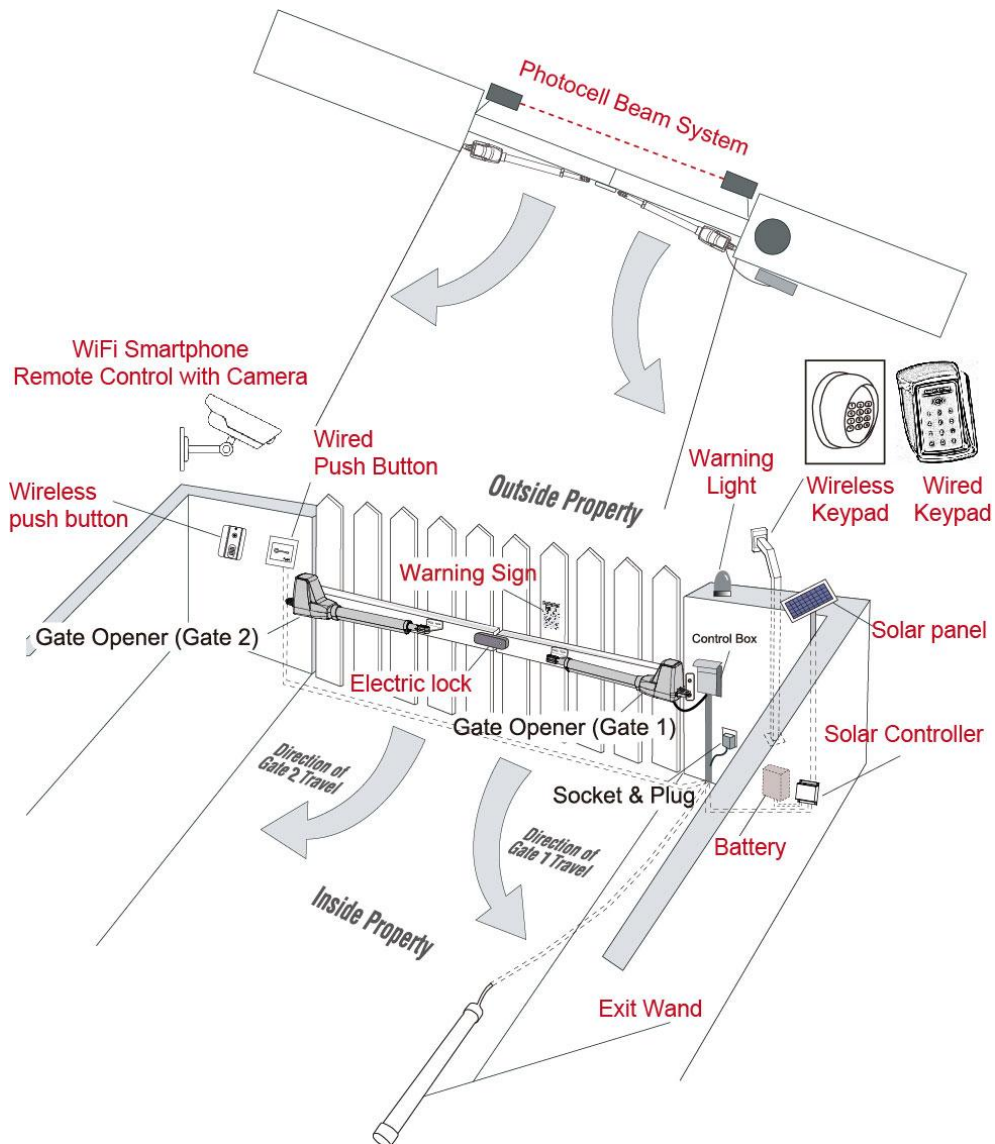 Photocell Beam System
WiFi Smartphone
Remote Control with Camera
Wired
Push Button
Wireless
push button
Outside Property
Warning
Light
Wireless
Keypad
Wired
Keypad
Warning Sign
Gate Opener (Gate 2)
Electric lock
Control Box
Solar panel
Gate Opener (Gate 1)
Solar Controller
Direction of
Gate 2 Travel
Socket & Plug
Direction of
Gate 1 Travel
Battery
Inside Property
Exit Wand